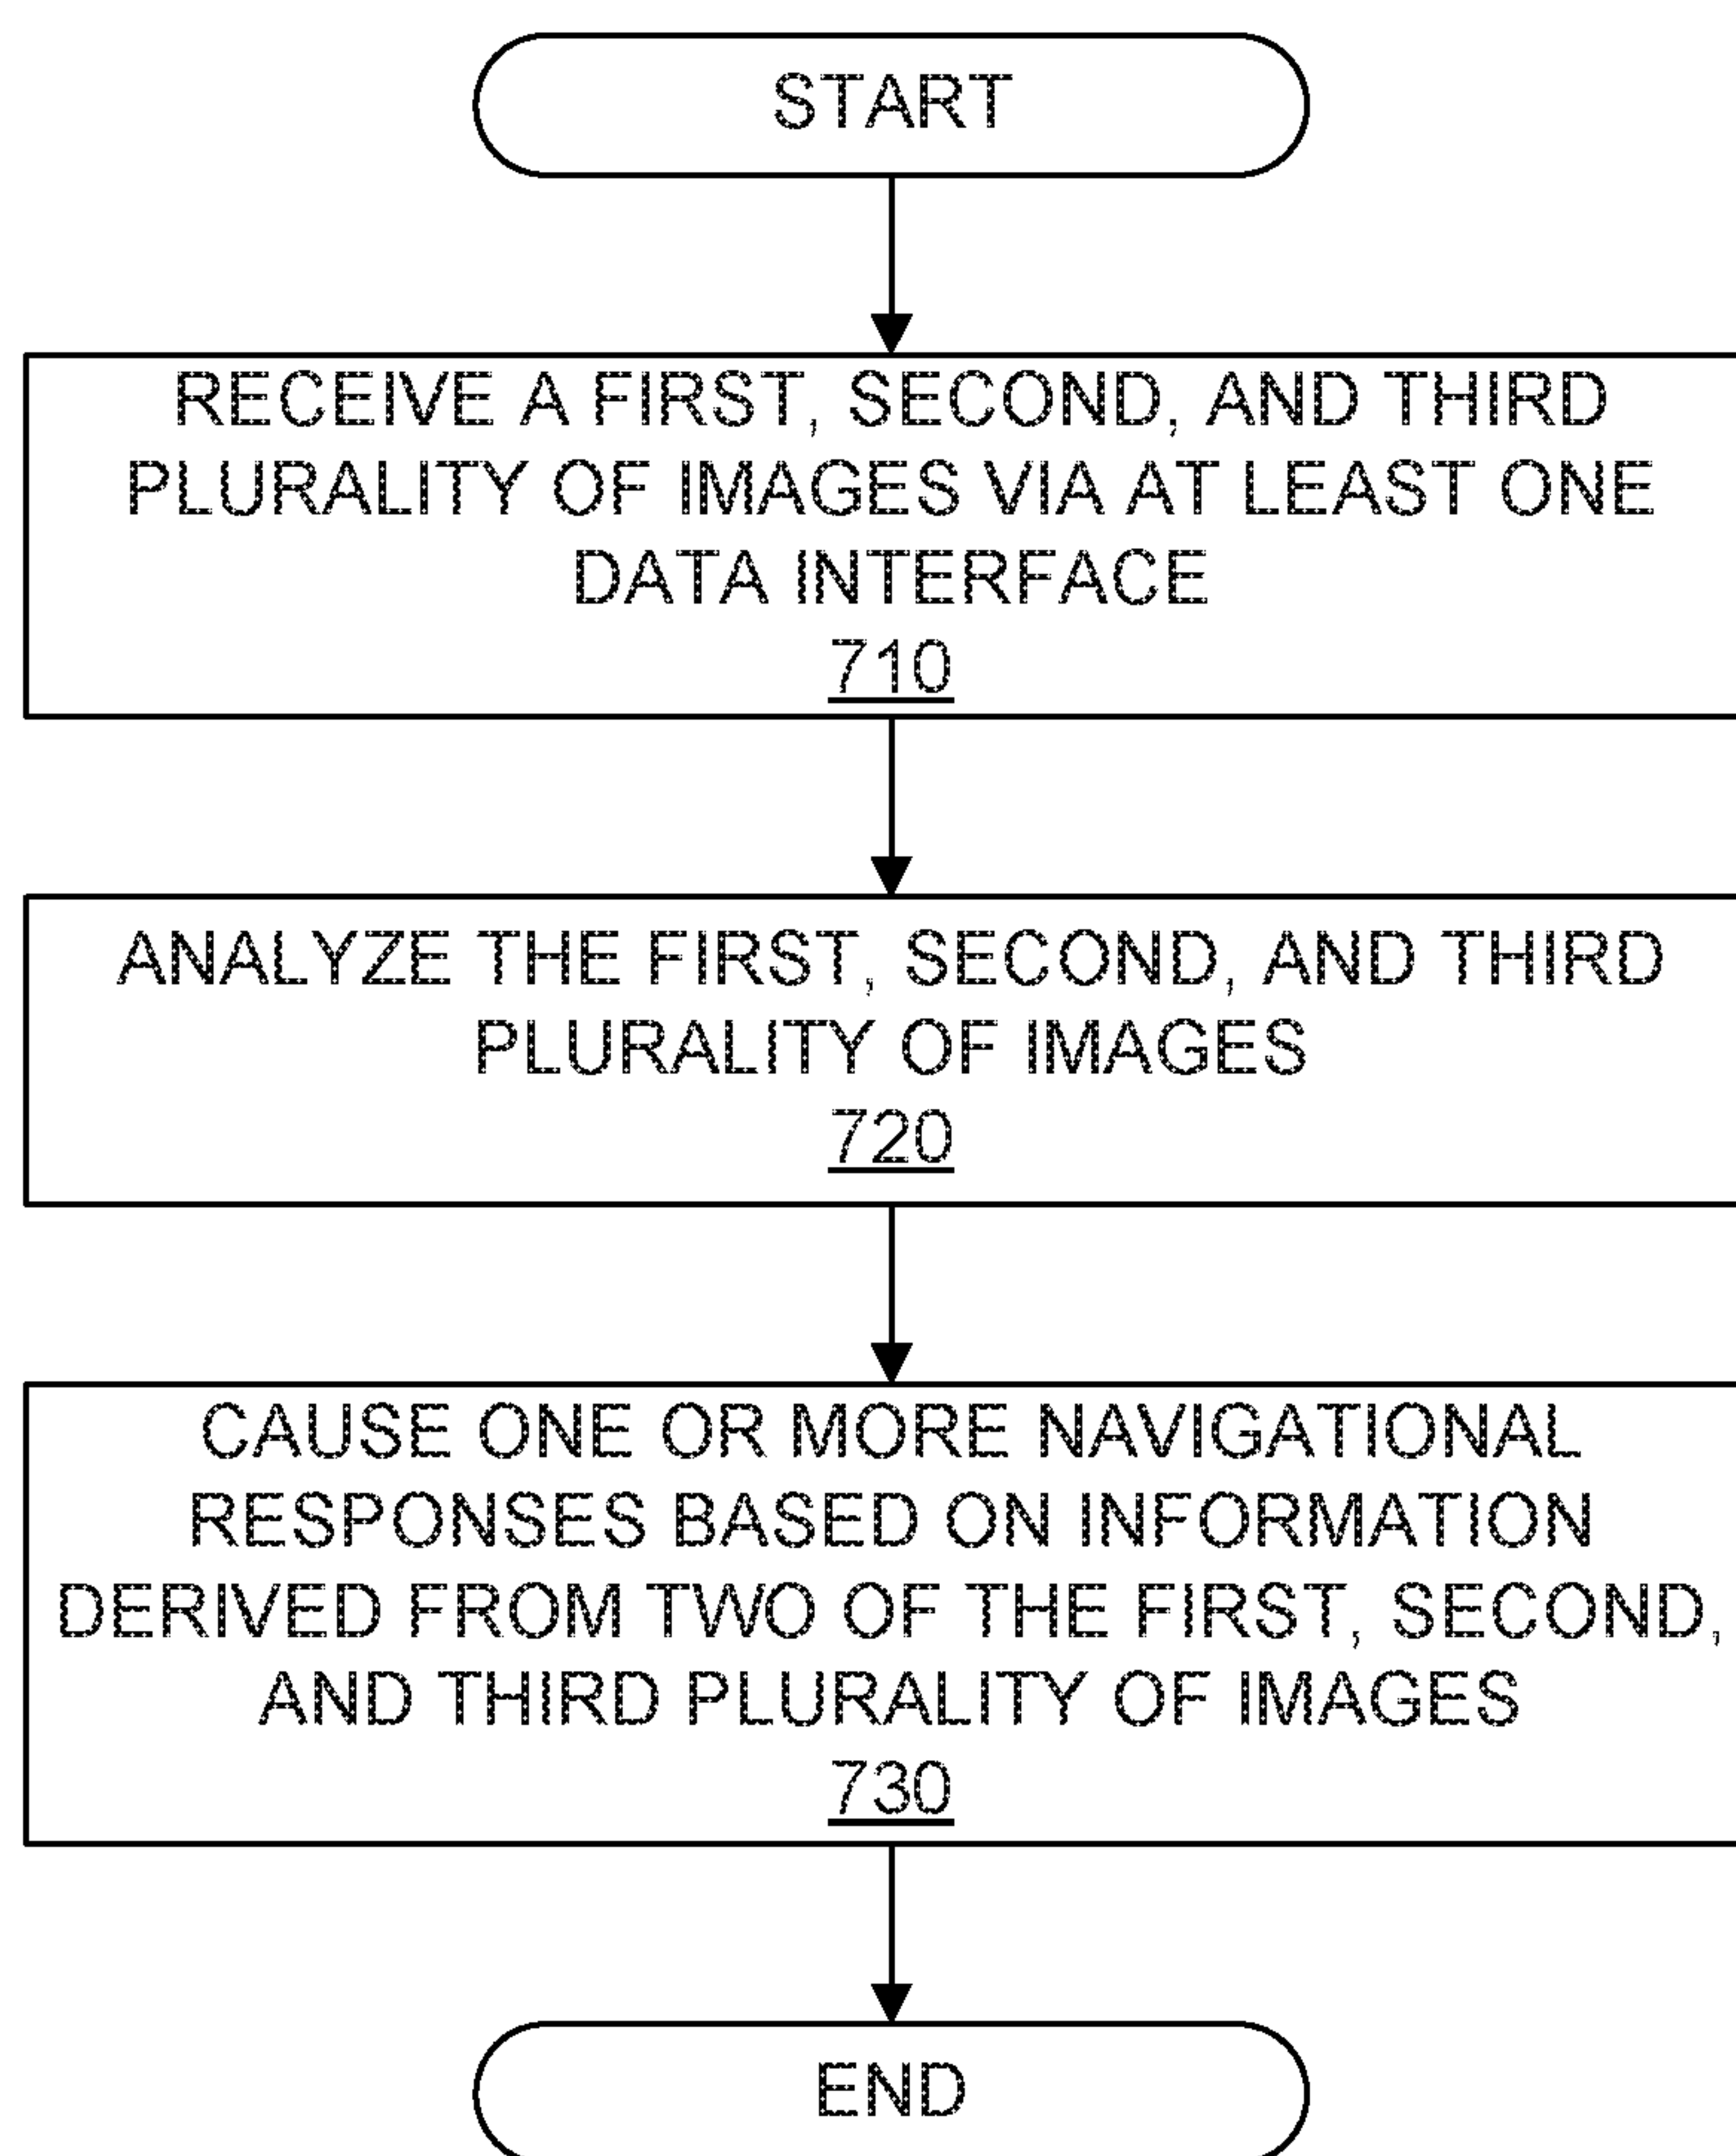 START
RECEIVE A FIRST, SECOND, AND THIRD
PLURALITY OF IMAGES VIA AT LEAST ONE
DATA INTERFACE
710
ANALYZE THE FIRST, SECOND, AND THIRD
PLURALITY OF IMAGES
720
CAUSE ONE OR MORE NAVIGATIONAL
RESPONSES BASED ON INFORMATION
DERIVED FROM TWO OF THE FIRST, SECOND,
AND THIRD PLURALITY OF IMAGES
730
END